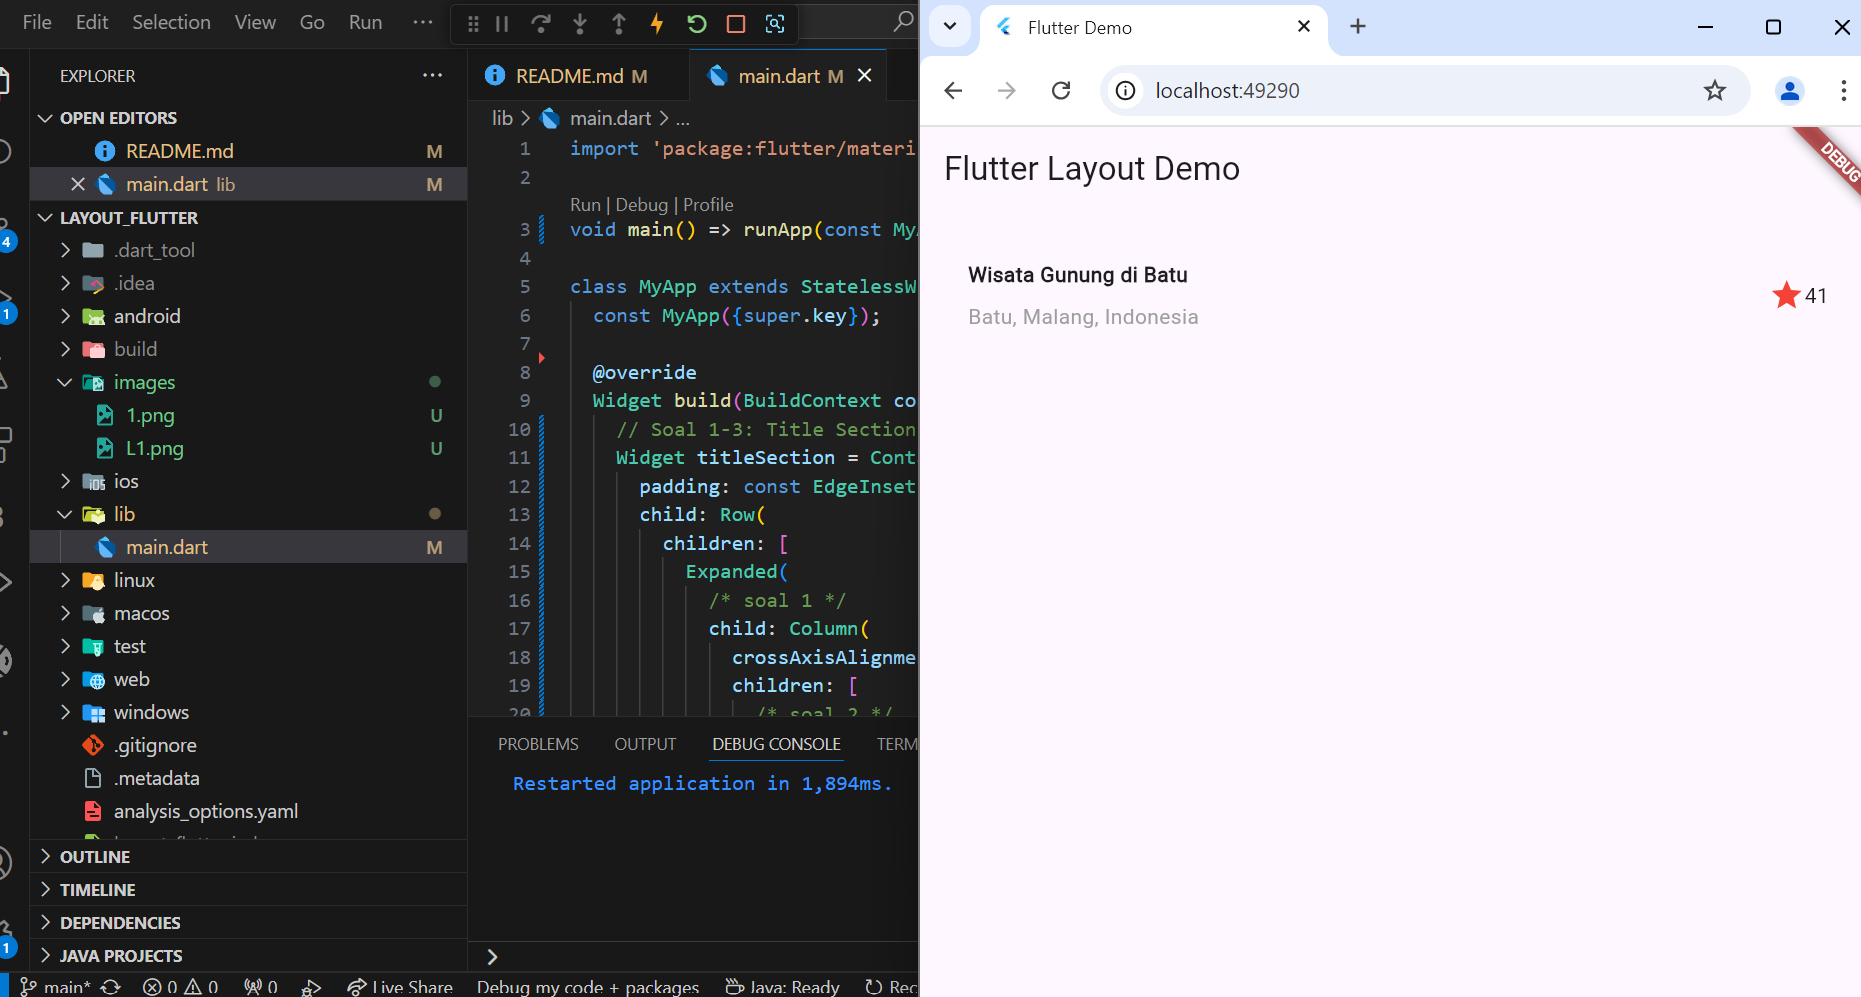 File Edit Selection View Go Run ...
EXPLORER
OPEN EDITORS
README.md M
main.dart lib M
LAYOUT_FLUTTER
.dart_tool
.idea
android
build
images
1.png U
L1.png U
ios
lib
main.dart M
linux
macos
test
web
windows
.gitignore
.metadata
analysis_options.yaml
OUTLINE
TIMELINE
DEPENDENCIES
JAVA PROJECTS
4
1
1
README.md M
main.dart M
lib > main.dart > ...
1 import 'package:flutter/materi
2
Run | Debug | Profile
3 void main() => runApp(const My
4
5 class MyApp extends StatelessW
6 const MyApp({super.key});
7
8 @override
9 Widget build(BuildContext co
10 // Soal 1-3: Title Section
11 Widget titleSection = Cont
12 padding: const EdgeInset
13 child: Row(
14 children: [
15 Expanded(
16 /* soal 1 */
17 child: Column(
18 crossAxisAlignme
19 children: [
20 /* soal 2 */
PROBLEMS OUTPUT DEBUG CONSOLE TERM
Restarted application in 1,894ms.
main* 0 0 0 Live Share Debug my code + packages Java: Ready Rec
Flutter Demo
localhost:49290
DEBUG
Flutter Layout Demo
Wisata Gunung di Batu
Batu, Malang, Indonesia
41